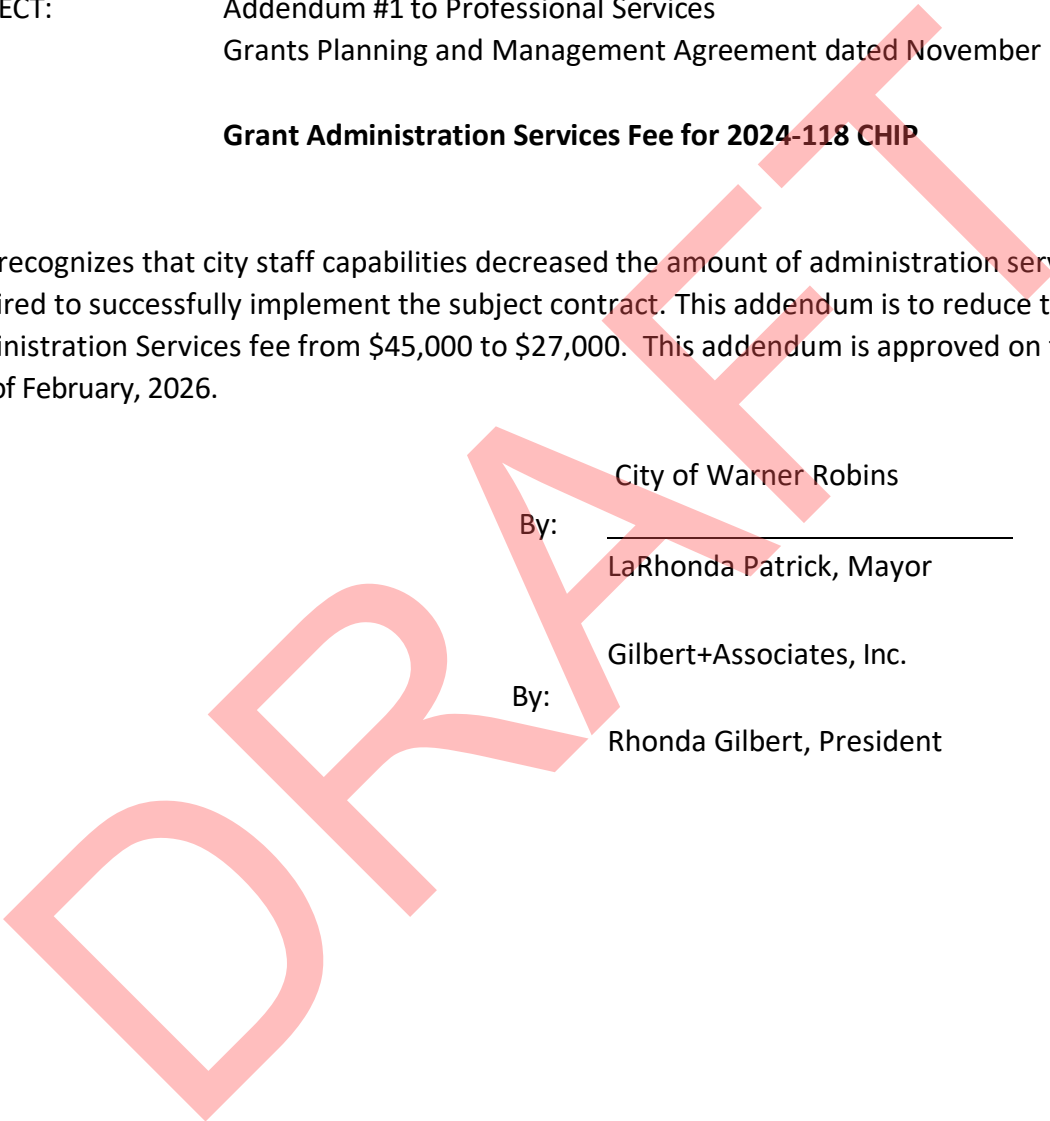 ECT: Addendum #1 to Professional Services
Grants Planning and Management Agreement dated November
Grant Administration Services Fee for 2024-118 CHIP
recognizes that city staff capabilities decreased the amount of administration serv
ired to successfully implement the subject contract. This addendum is to reduce t
inistration Services fee from $45,000 to $27,000. This addendum is approved on
of February, 2026.
City of Warner Robins
By:
LaRhonda Patrick, Mayor
Gilbert+Associates, Inc.
By:
Rhonda Gilbert, President
DRAFT